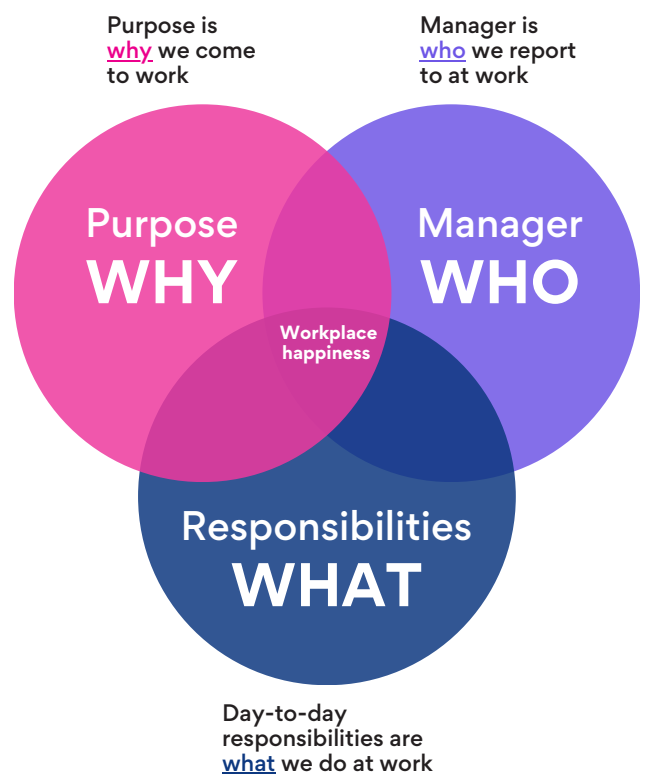 Purpose is
why we come
to work
Manager is
who we report
to at work
Purpose
WHY
Manager
WHO
Workplace
happiness
Responsibilities
WHAT
Day-to-day
responsibilities are
what we do at work